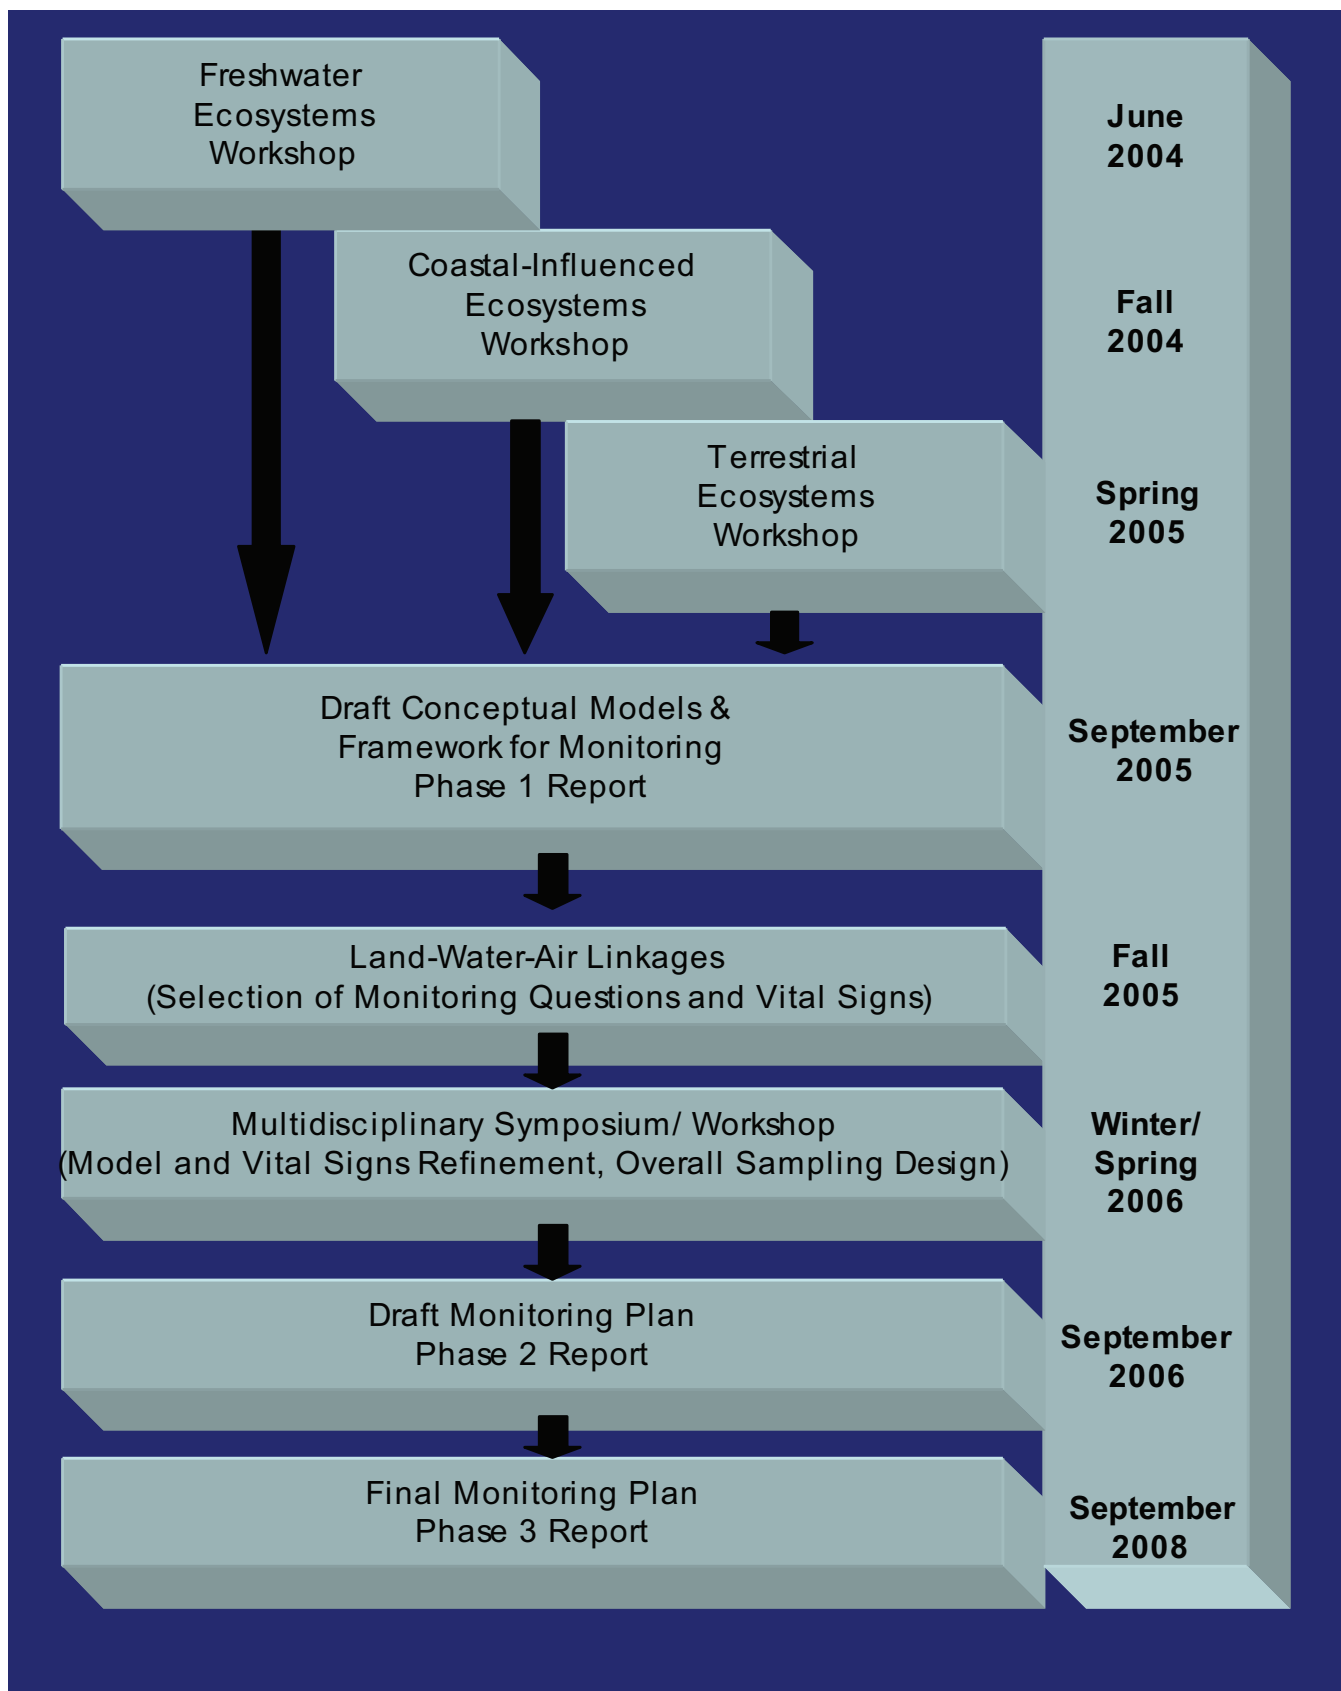 Freshwater
Ecosystems
Workshop
June
2004
Coastal-Influenced
Ecosystems
Workshop
Fall
2004
Terrestrial
Ecosystems
Workshop
Spring
2005
Draft Conceptual Models &
Framework for Monitoring
Phase 1 Report
September
2005
Land-Water-Air Linkages
(Selection of Monitoring Questions and Vital Signs)
Fall
2005
Multidisciplinary Symposium/ Workshop
(Model and Vital Signs Refinement, Overall Sampling Design)
Winter/
Spring
2006
Draft Monitoring Plan
Phase 2 Report
September
2006
Final Monitoring Plan
Phase 3 Report
September
2008